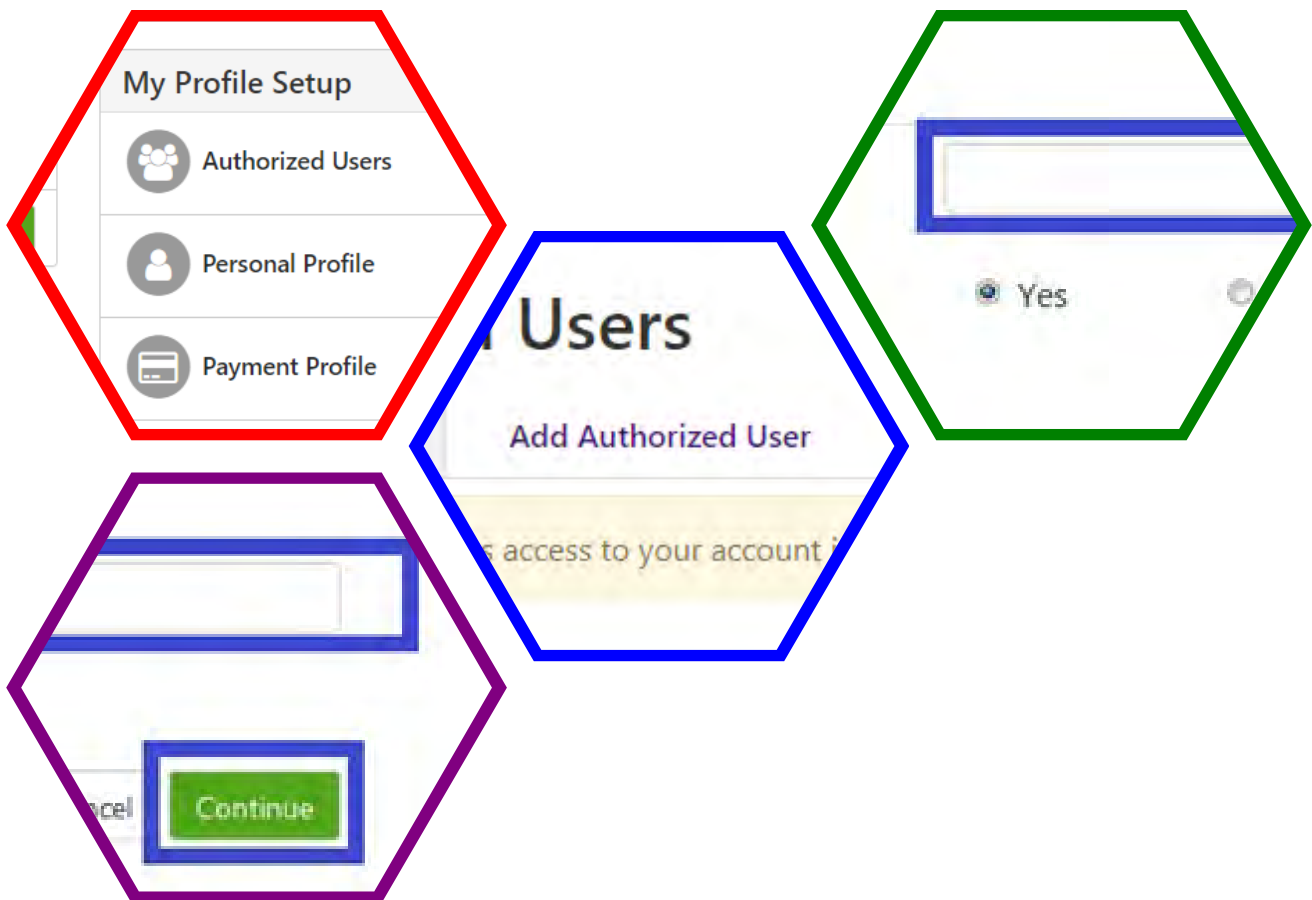 My Profile Setup
Authorized Users
Personal Profile
Payment Profile
Users
Add Authorized User
access to your account
Yes
Continue